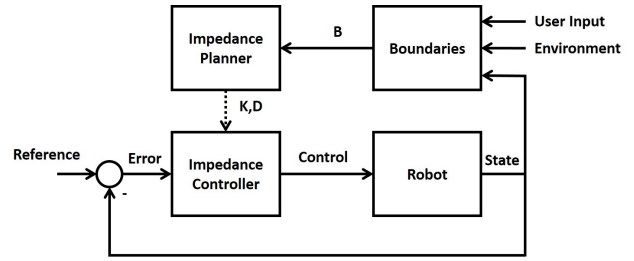 User Input
B
Impedance
Planner
Boundaries
Environment
K,D
Reference
Error
Impedance
Controller
Control
Robot
State
-